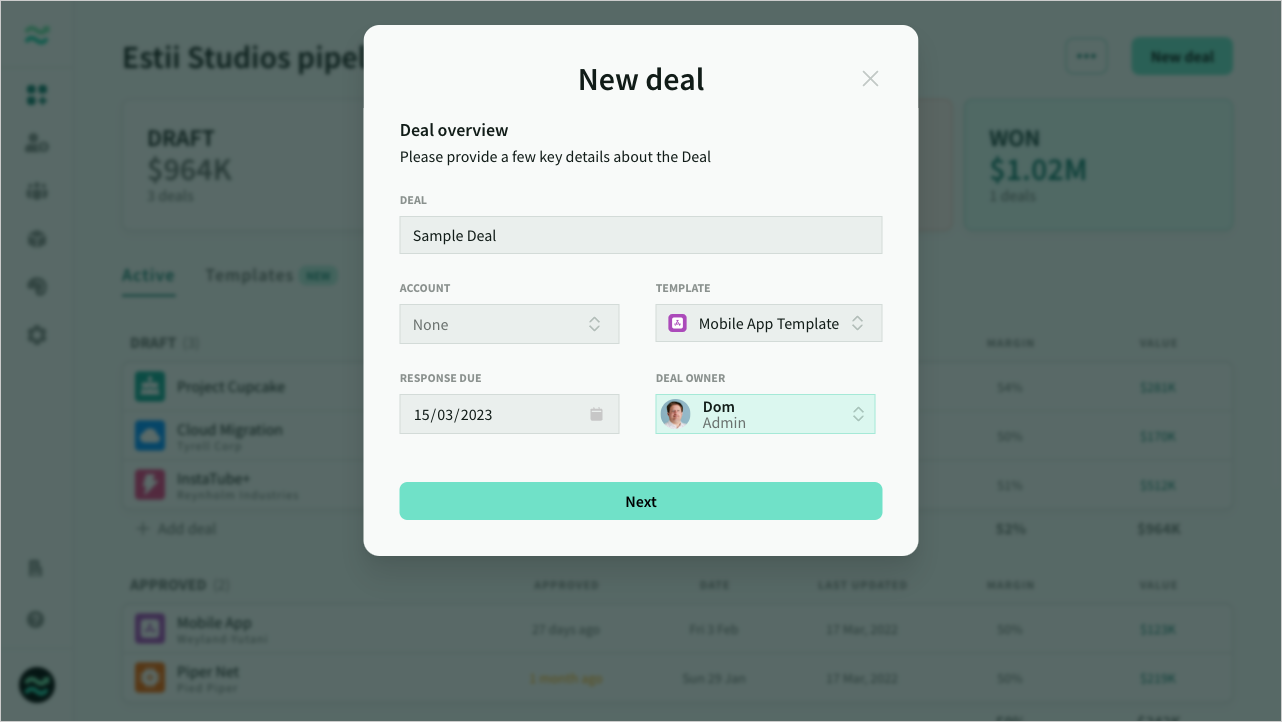 Estii Studios pipel
New deal
DRAFT
$964K
3 deals
WON
$1.02M
1 deals
Active
Templates NEW
DRAFT (3)
MARGIN
VALUE
Project Cupcake
54%
$281K
Cloud Migration
Tyrell Corp
50%
$170K
InstaTube+
Reynholm Industries
51%
$512K
+ Add deal
52%
$964K
APPROVED (2)
APPROVED
DATE
LAST UPDATED
MARGIN
VALUE
Mobile App
Weyland-Yutani
27 days ago
Fri 3 Feb
17 Mar, 2022
50%
Piper Net
Pied Piper
1 month ago
Sun 29 Jan
17 Mar, 2022
50%
$219K
New deal
Deal overview
Please provide a few key details about the Deal
DEAL
Sample Deal
ACCOUNT
TEMPLATE
None
Mobile App Template
RESPONSE DUE
DEAL OWNER
15/03/2023
Dom
Admin
Next